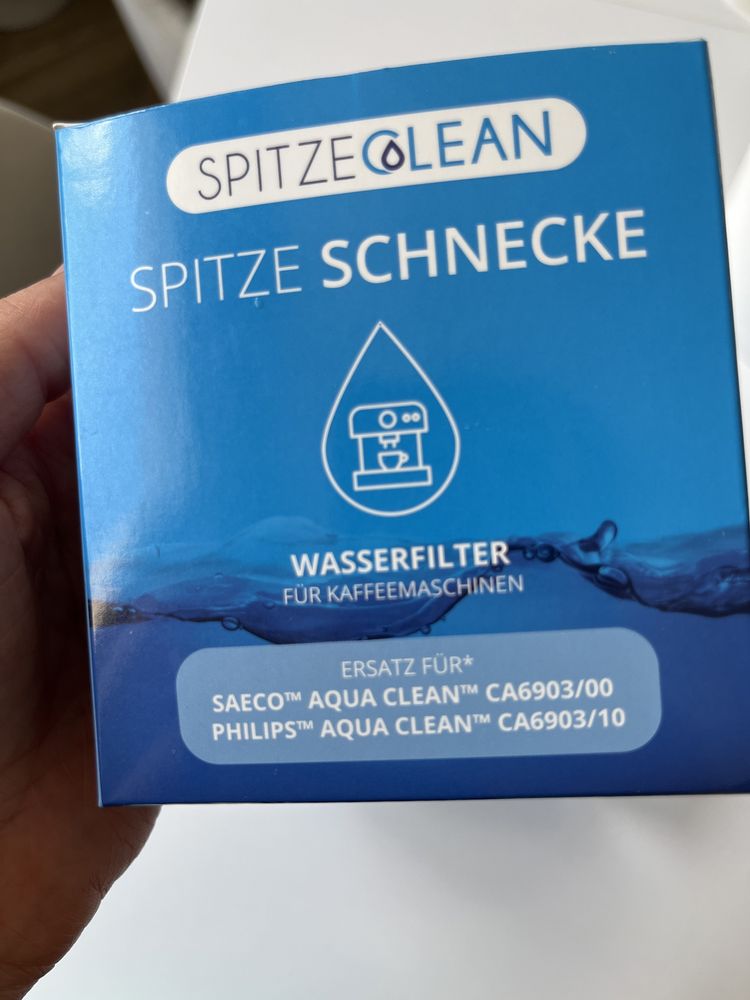 SPITZECLEAN
SPITZE SCHNECKE
WASSERFILTER
FÜR KAFFEEMASCHINEN
ERSATZ FÜR*
SAECO™ AQUA CLEAN™ CA6903/00
PHILIPS™ AQUA CLEAN™ CA6903/10